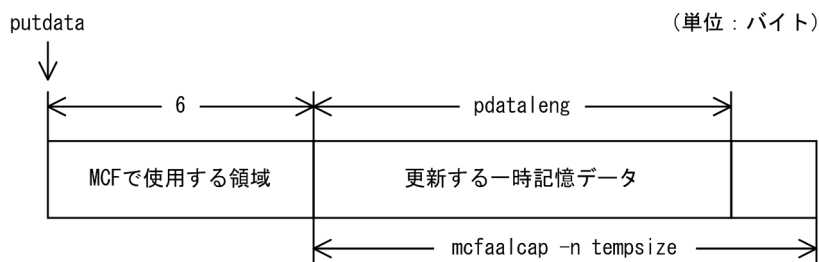 putdata
(単位：バイト)
6
pdataleng
MCFで使用する領域
更新する一時記憶データ
mcfaalcap -n tempsize